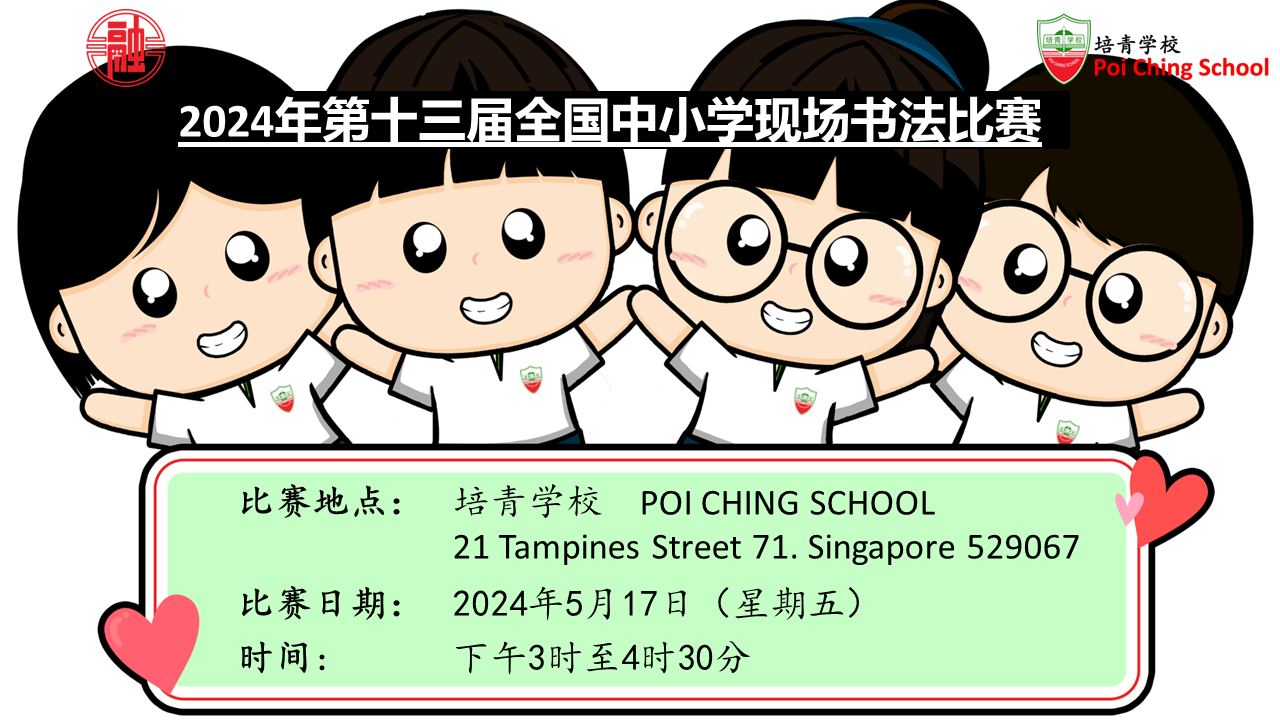 融
培青学校
Poi Ching School
2024年第十三届全国中小学现场书法比赛
比赛地点： 培青学校 POI CHING SCHOOL
21 Tampines Street 71. Singapore 529067
比赛日期： 2024年5月17日（星期五）
时间： 下午3时至4时30分